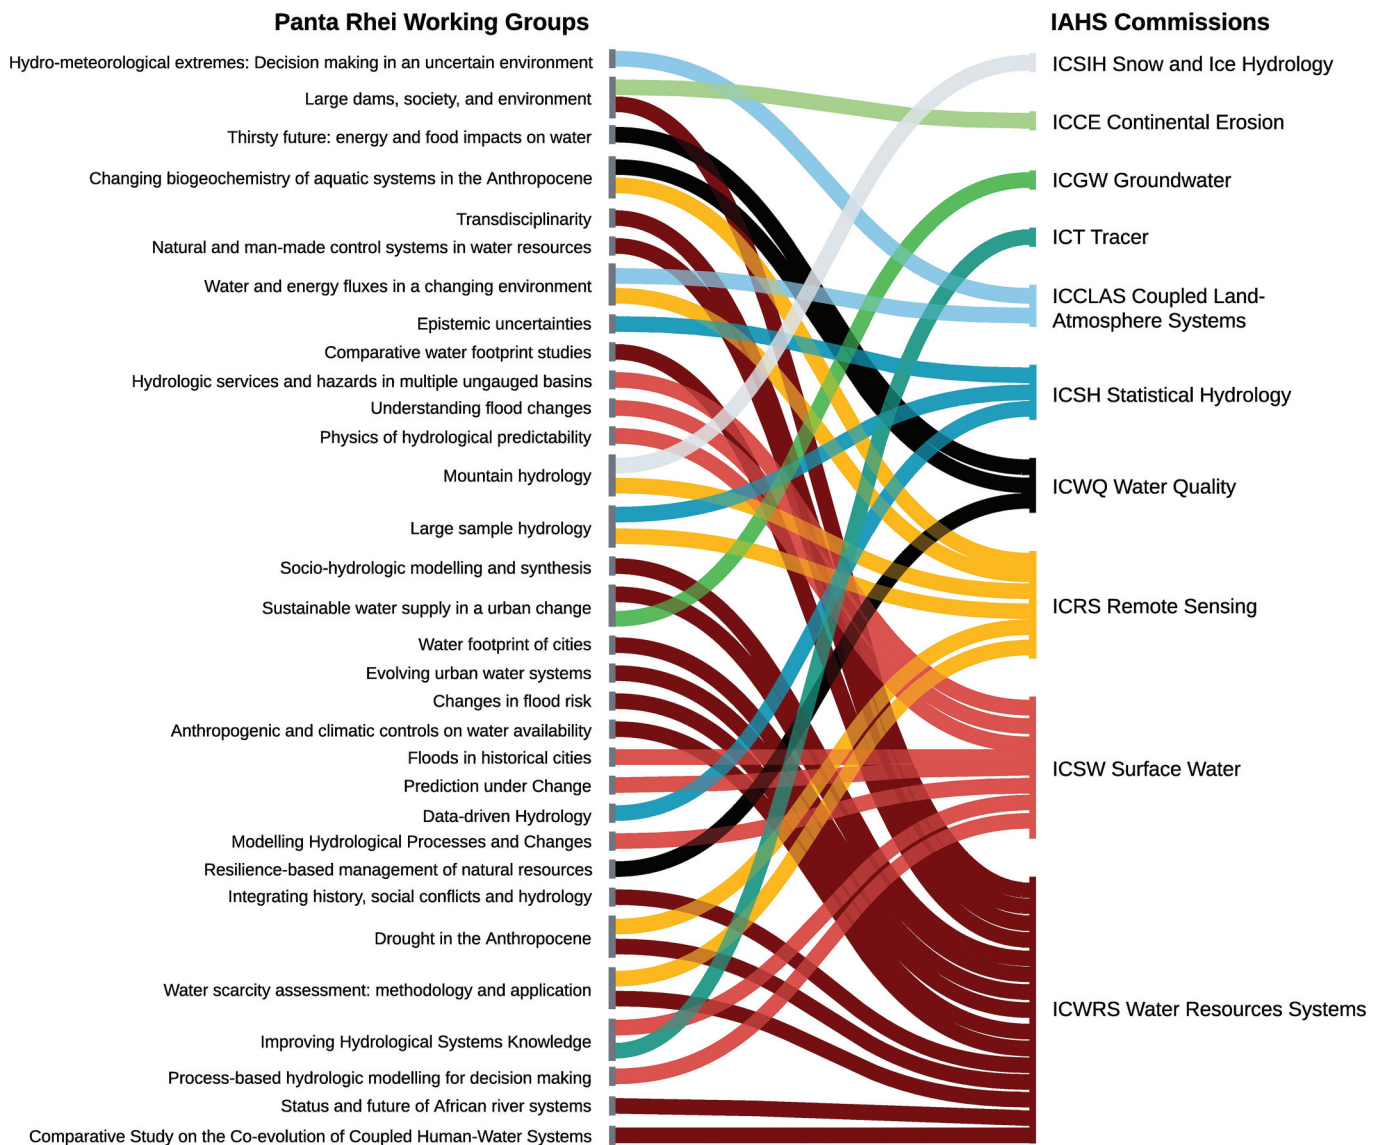 Panta Rhei Working Groups
Hydro-meteorological extremes: Decision making in an uncertain environment
Large dams, society, and environment
Thirsty future: energy and food impacts on water
Changing biogeochemistry of aquatic systems in the Anthropocene
Transdisciplinarity
Natural and man-made control systems in water resources
Water and energy fluxes in a changing environment
Epistemic uncertainties
Comparative water footprint studies
Hydrologic services and hazards in multiple ungauged basins
Understanding flood changes
Physics of hydrological predictability
Mountain hydrology
Large sample hydrology
Socio-hydrologic modelling and synthesis
Sustainable water supply in a urban change
Water footprint of cities
Evolving urban water systems
Changes in flood risk
Anthropogenic and climatic controls on water availability
Floods in historical cities
Prediction under Change
Data-driven Hydrology
Modelling Hydrological Processes and Changes
Resilience-based management of natural resources
Integrating history, social conflicts and hydrology
Drought in the Anthropocene
Water scarcity assessment: methodology and application
Improving Hydrological Systems Knowledge
Process-based hydrologic modelling for decision making
Status and future of African river systems
Comparative Study on the Co-evolution of Coupled Human-Water Systems
IAHS Commissions
ICSIH Snow and Ice Hydrology
ICCE Continental Erosion
ICGW Groundwater
ICT Tracer
ICCLAS Coupled Land-
Atmosphere Systems
ICSH Statistical Hydrology
ICWQ Water Quality
ICRS Remote Sensing
ICSW Surface Water
ICWRS Water Resources Systems